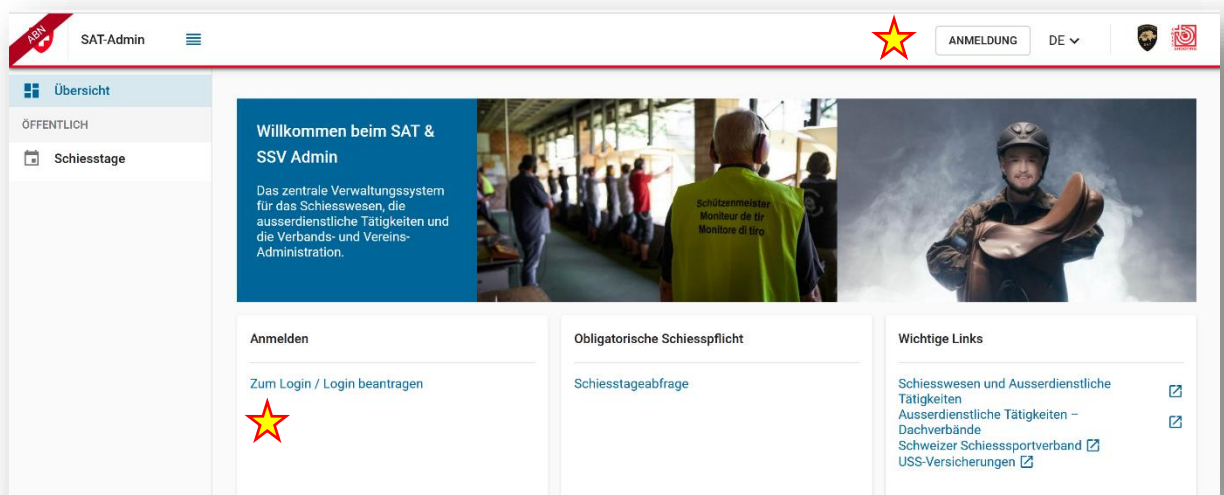 ABN
SAT-Admin
ANMELDUNG
DE
Übersicht
ÖFFENTLICH
Schiesstage
Willkommen beim SAT &
SSV Admin
Das zentrale Verwaltungssystem
für das Schiesswesen, die
ausserdienstliche Tätigkeiten und
die Verbands- und Vereins-
Administration.
Schützenmeister
Moniteur de tir
Monitore di tiro
Anmelden
Zum Login / Login beantragen
Obligatorische Schiesspflicht
Schiesstageabfrage
Wichtige Links
Schiesswesen und Ausserdienstliche
Tätigkeiten
Ausserdienstliche Tätigkeiten –
Dachverbände
Schweizer Schiesssportverband
USS-Versicherungen